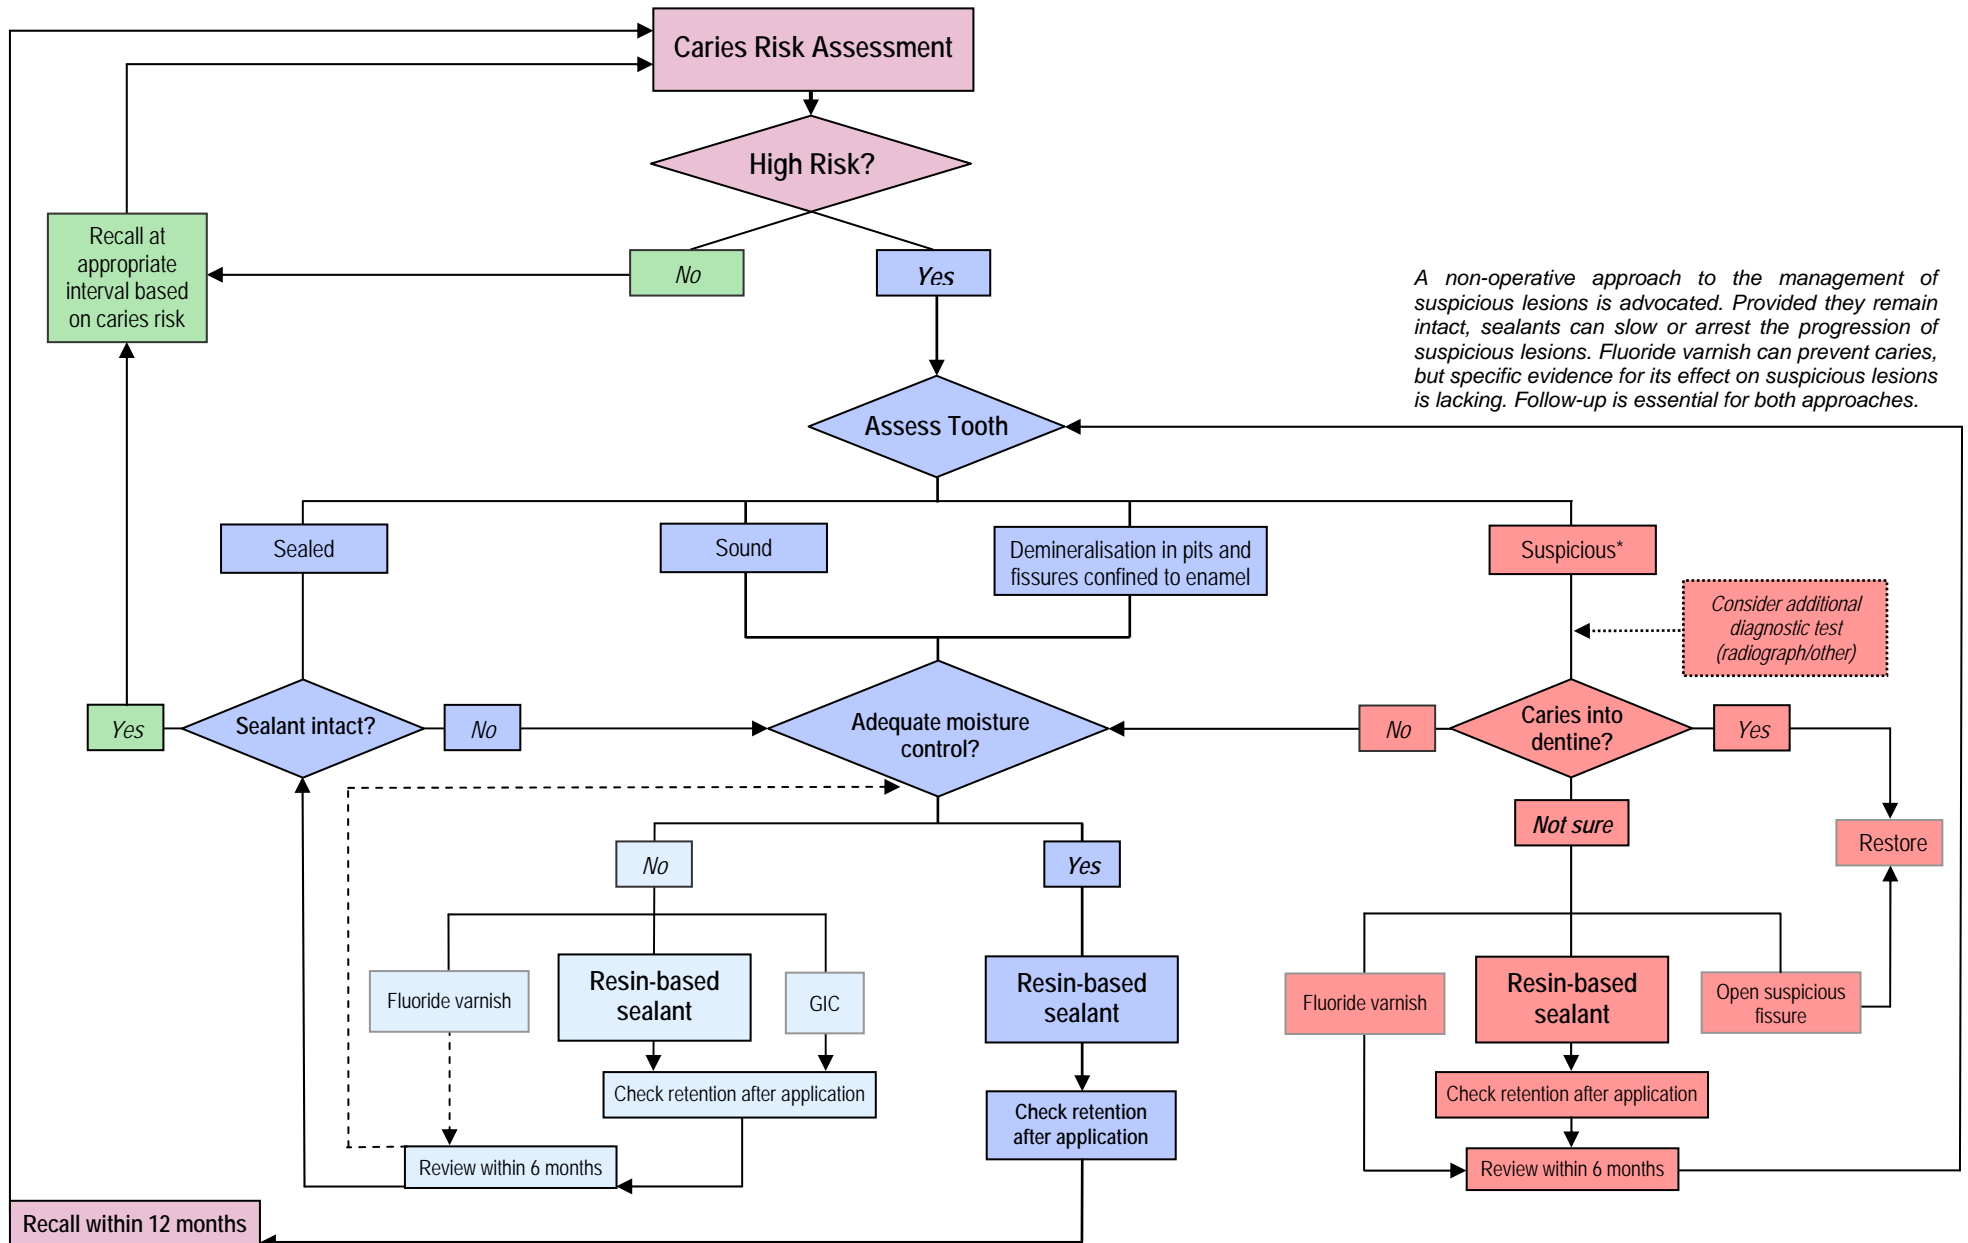 Caries Risk Assessment
High Risk?
Recall at
appropriate
interval based
on caries risk
No
Yes
A non-operative approach to the management of
suspicious lesions is advocated. Provided they remain
intact, sealants can slow or arrest the progression of
suspicious lesions. Fluoride varnish can prevent caries,
but specific evidence for its effect on suspicious lesions
is lacking. Follow-up is essential for both approaches.
Assess Tooth
Sealed
Sound
Demineralisation in pits and
fissures confined to enamel
Suspicious*
Consider additional
diagnostic test
(radiograph/other)
Yes
Sealant intact?
No
Adequate moisture
control?
No
Caries into
dentine?
Yes
Not sure
Restore
No
Yes
Fluoride varnish
Resin-based
sealant
GIC
Resin-based
sealant
Fluoride varnish
Resin-based
sealant
Open suspicious
fissure
Check retention after application
Check retention
after application
Check retention after application
Review within 6 months
Review within 6 months
Recall within 12 months